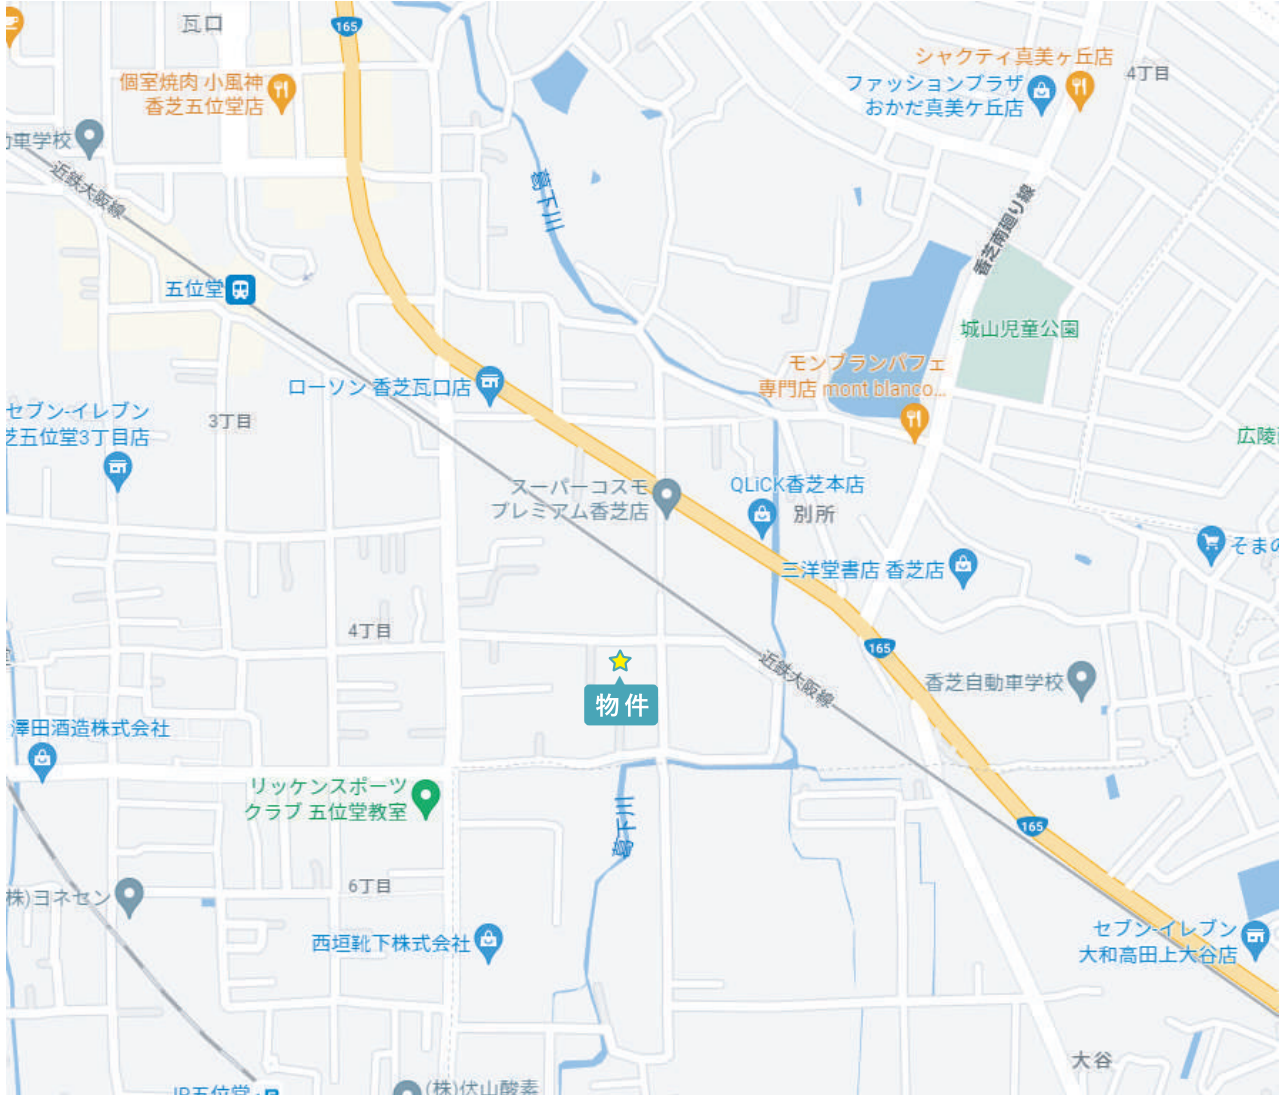 瓦口
165
シャクティ真美ヶ丘店
4丁目
ファッションプラザ
おかだ真美ケ丘店
個室焼肉 小風神
香芝五位堂店
車学校
近鉄大阪線
葛下川
香芝南廻り線
五位堂
城山児童公園
モンブランパフェ
専門店 mont blanco...
ローソン 香芝瓦口店
セブン-イレブン
芝五位堂3丁目店
3丁目
広陵
スーパーコスモ
プレミアム香芝店
QLiCK香芝本店
別所
そまの
三洋堂書店 香芝店
4丁目
165
近鉄大阪線
香芝自動車学校
物件
澤田酒造株式会社
リッケンスポーツ
クラブ 五位堂教室
葛下川
165
6丁目
株)ヨネセン
西垣靴下株式会社
セブン-イレブン
大和高田上大谷店
大谷
JR五位堂
(株)伏山酸素